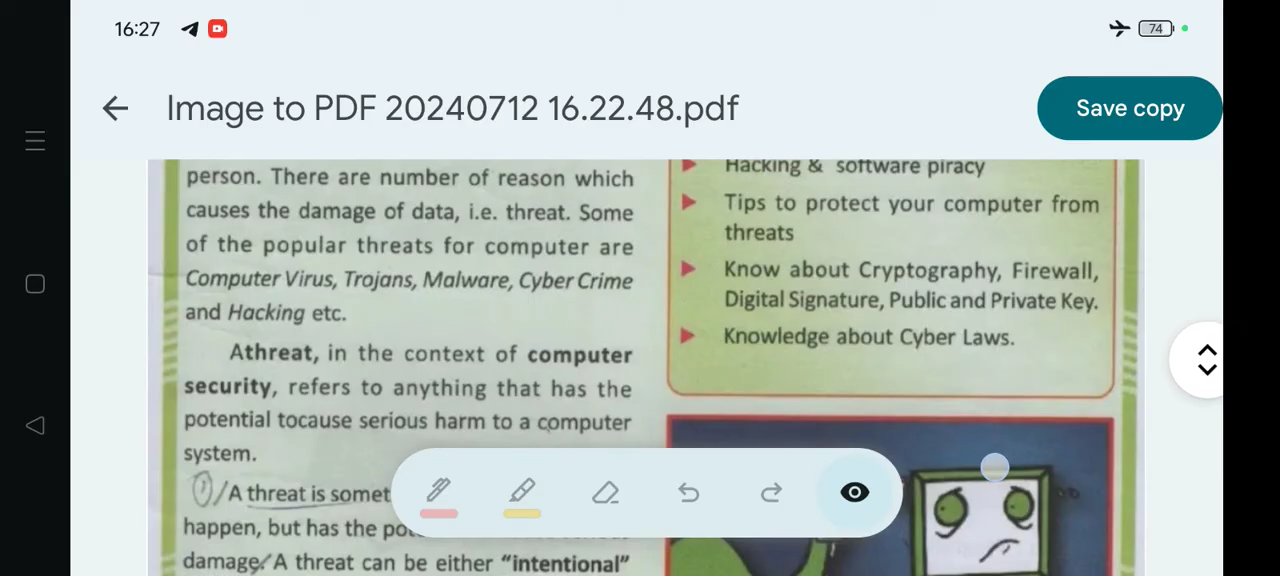 16:27
74
Image to PDF 20240712 16.22.48.pdf
Save copy
person. There are number of reason which
causes the damage of data, i.e. threat. Some
of the popular threats for computer are
Computer Virus, Trojans, Malware, Cyber Crime
and Hacking etc.
Athreat, in the context of computer
security, refers to anything that has the
potential tocause serious harm to a computer
system.
A threat is somet
happen, but has the po
damage. A threat can be either “intentional”
Hacking & software piracy
Tips to protect your computer from
threats
Know about Cryptography, Firewall,
Digital Signature, Public and Private Key.
Knowledge about Cyber Laws.